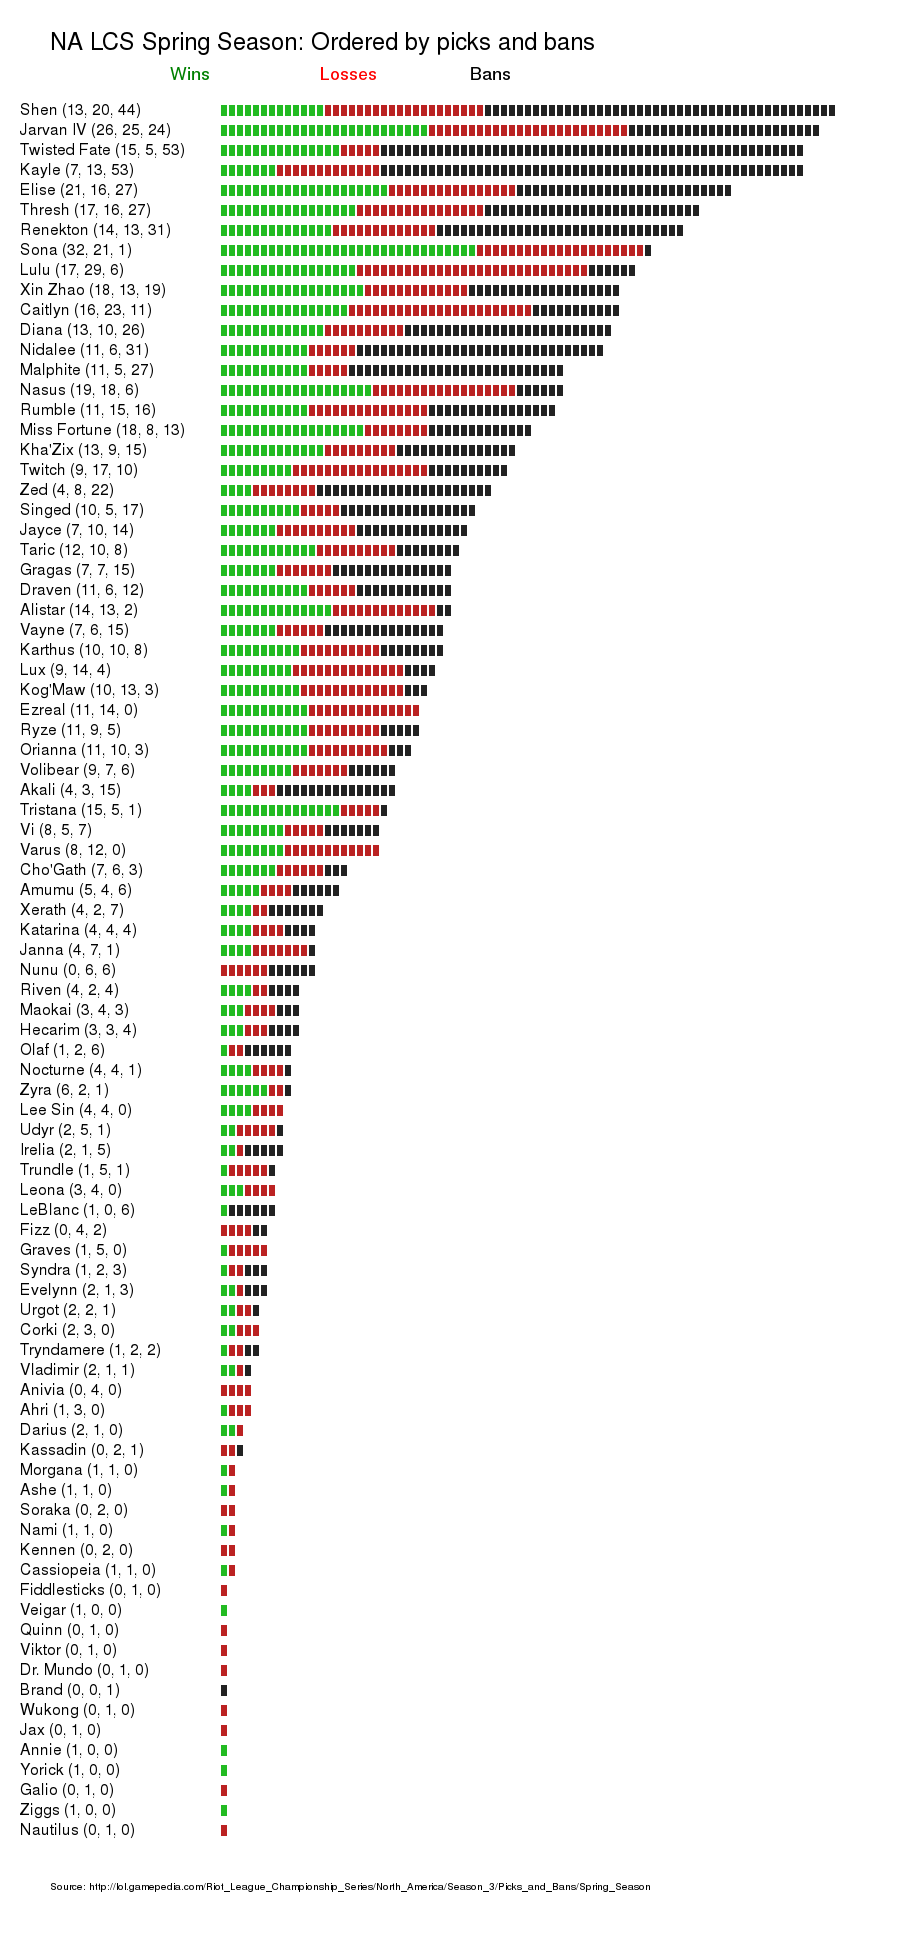 NA LCS Spring Season: Ordered by picks and bans
Wins Losses Bans
Shen (13, 20, 44)
Jarvan IV (26, 25, 24)
Twisted Fate (15, 5, 53)
Kayle (7, 13, 53)
Elise (21, 16, 27)
Thresh (17, 16, 27)
Renekton (14, 13, 31)
Sona (32, 21, 1)
Lulu (17, 29, 6)
Xin Zhao (18, 13, 19)
Caitlyn (16, 23, 11)
Diana (13, 10, 26)
Nidalee (11, 6, 31)
Malphite (11, 5, 27)
Nasus (19, 18, 6)
Rumble (11, 15, 16)
Miss Fortune (18, 8, 13)
Kha'Zix (13, 9, 15)
Twitch (9, 17, 10)
Zed (4, 8, 22)
Singed (10, 5, 17)
Jayce (7, 10, 14)
Taric (12, 10, 8)
Gragas (7, 7, 15)
Draven (11, 6, 12)
Alistar (14, 13, 2)
Vayne (7, 6, 15)
Karthus (10, 10, 8)
Lux (9, 14, 4)
Kog'Maw (10, 13, 3)
Ezreal (11, 14, 0)
Ryze (11, 9, 5)
Orianna (11, 10, 3)
Volibear (9, 7, 6)
Akali (4, 3, 15)
Tristana (15, 5, 1)
Vi (8, 5, 7)
Varus (8, 12, 0)
Cho'Gath (7, 6, 3)
Amumu (5, 4, 6)
Xerath (4, 2, 7)
Katarina (4, 4, 4)
Janna (4, 7, 1)
Nunu (0, 6, 6)
Riven (4, 2, 4)
Maokai (3, 4, 3)
Hecarim (3, 3, 4)
Olaf (1, 2, 6)
Nocturne (4, 4, 1)
Zyra (6, 2, 1)
Lee Sin (4, 4, 0)
Udyr (2, 5, 1)
Irelia (2, 1, 5)
Trundle (1, 5, 1)
Leona (3, 4, 0)
LeBlanc (1, 0, 6)
Fizz (0, 4, 2)
Graves (1, 5, 0)
Syndra (1, 2, 3)
Evelynn (2, 1, 3)
Urgot (2, 2, 1)
Corki (2, 3, 0)
Tryndamere (1, 2, 2)
Vladimir (2, 1, 1)
Anivia (0, 4, 0)
Ahri (1, 3, 0)
Darius (2, 1, 0)
Kassadin (0, 2, 1)
Morgana (1, 1, 0)
Ashe (1, 1, 0)
Soraka (0, 2, 0)
Nami (1, 1, 0)
Kennen (0, 2, 0)
Cassiopeia (1, 1, 0)
Fiddlesticks (0, 1, 0)
Veigar (1, 0, 0)
Quinn (0, 1, 0)
Viktor (0, 1, 0)
Dr. Mundo (0, 1, 0)
Brand (0, 0, 1)
Wukong (0, 1, 0)
Jax (0, 1, 0)
Annie (1, 0, 0)
Yorick (1, 0, 0)
Galio (0, 1, 0)
Ziggs (1, 0, 0)
Nautilus (0, 1, 0)
Source: http://lol.gamepedia.com/Riot_League_Championship_Series/North_America/Season_3/Picks_and_Bans/Spring_Season